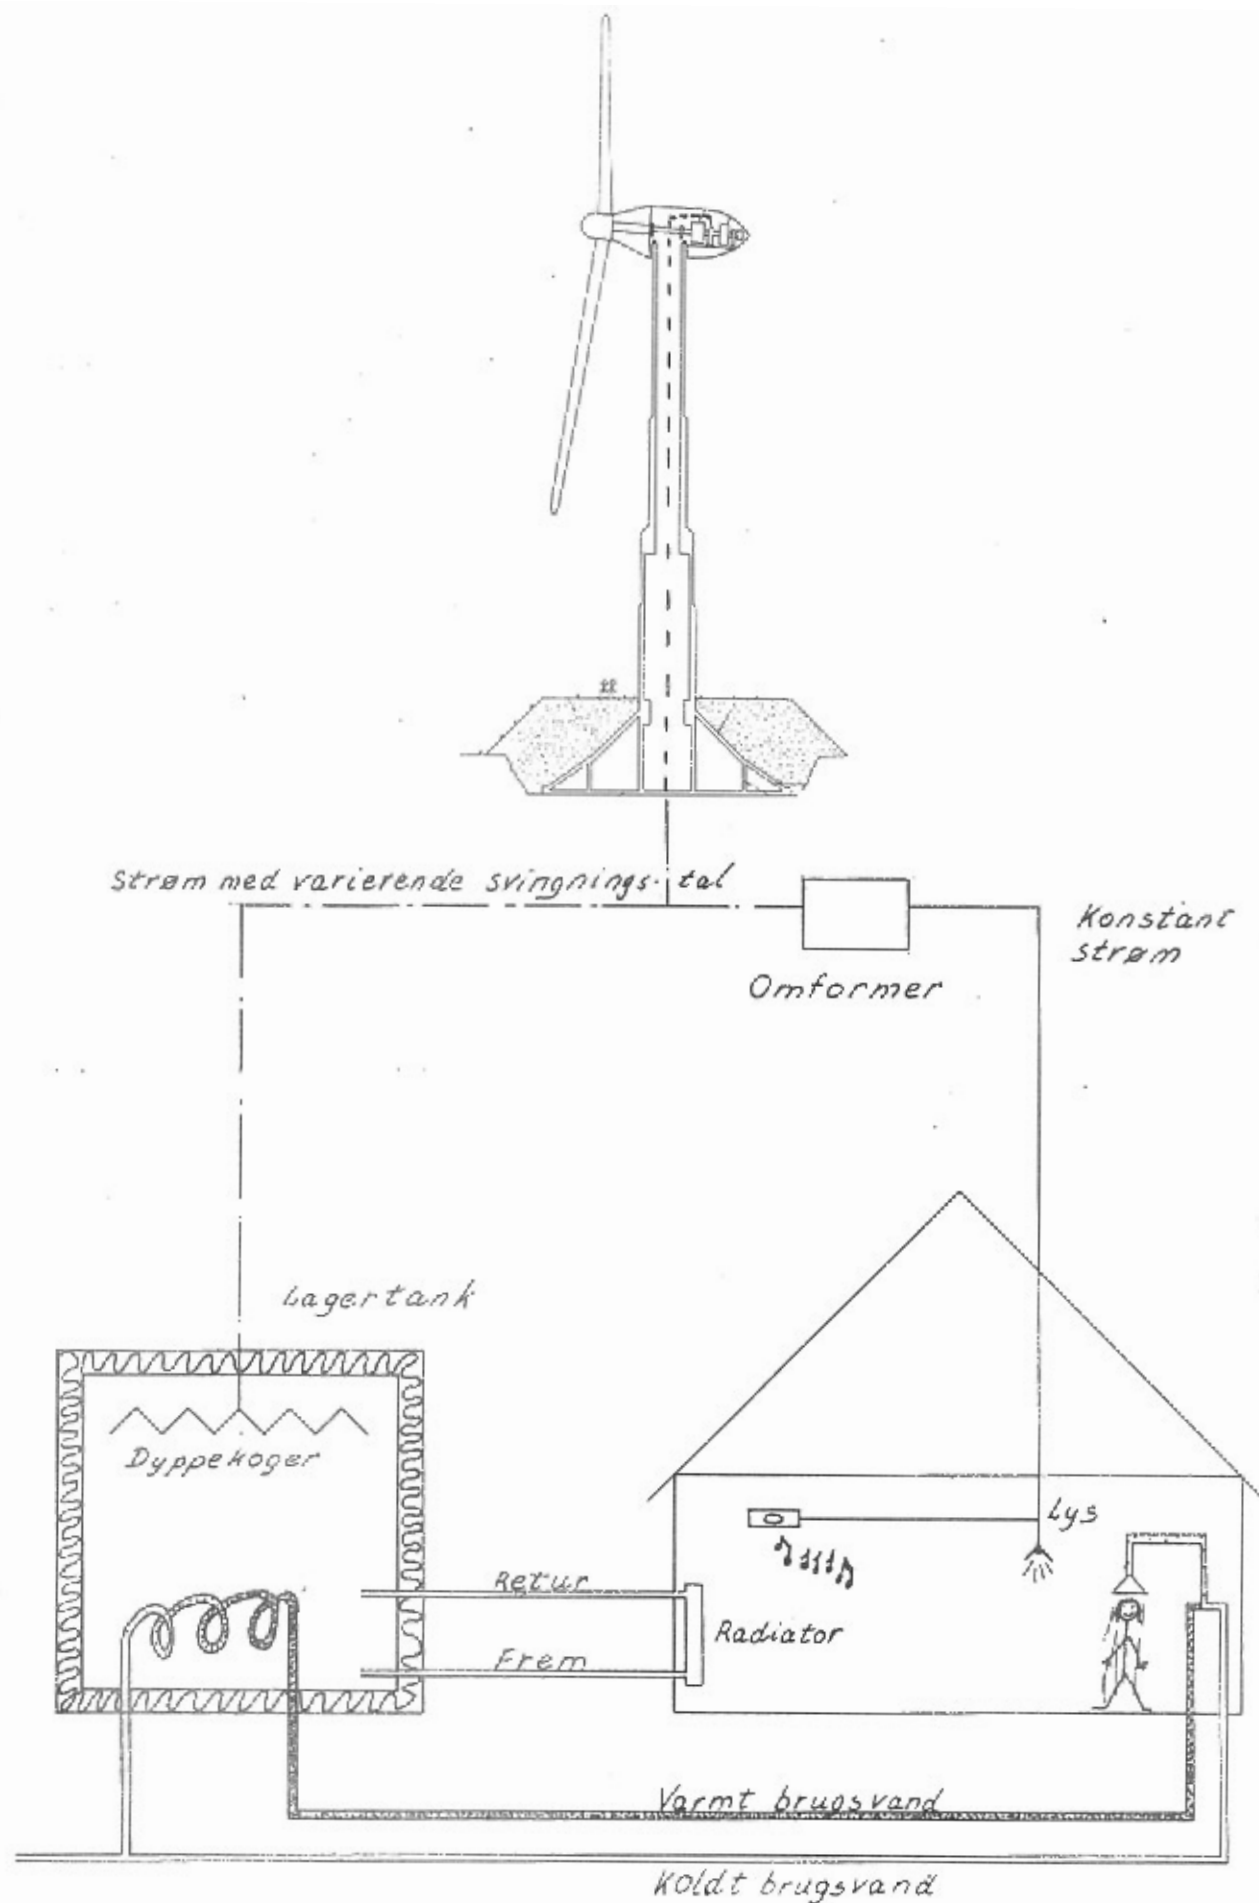 Strøm med varierende svingnings-tal
Konstant
strøm
Omformer
Lagertank
Dyppekoger
Lys
Retur
Radiator
Frem
Varmt brugsvand
Koldt brugsvand